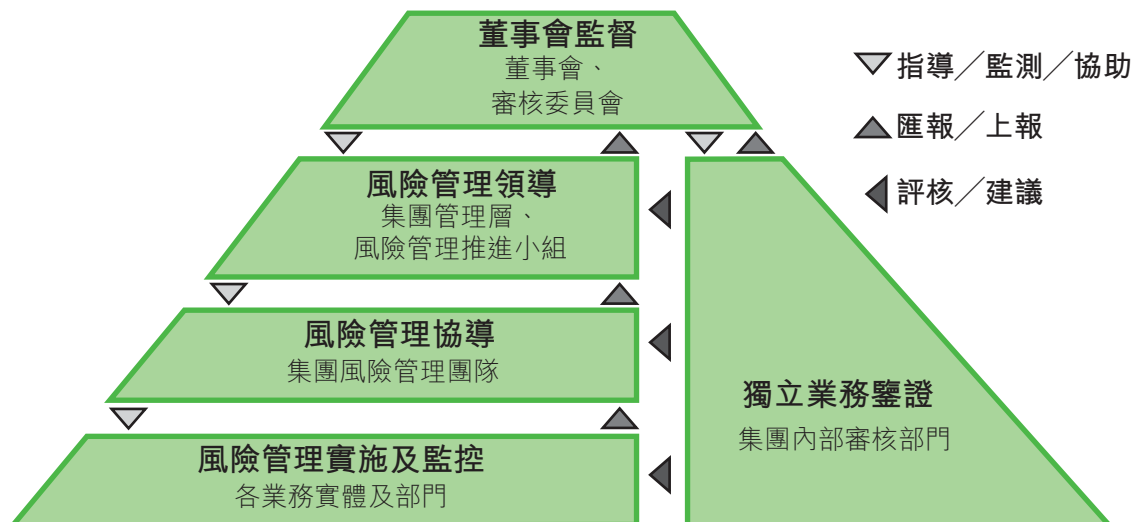 董事會監督
董事會、
審核委員會
指導／監測／協助
匯報／上報
評核／建議
風險管理領導
集團管理層、
風險管理推進小組
風險管理協導
集團風險管理團隊
風險管理實施及監控
各業務實體及部門
獨立業務鑒證
集團內部審核部門